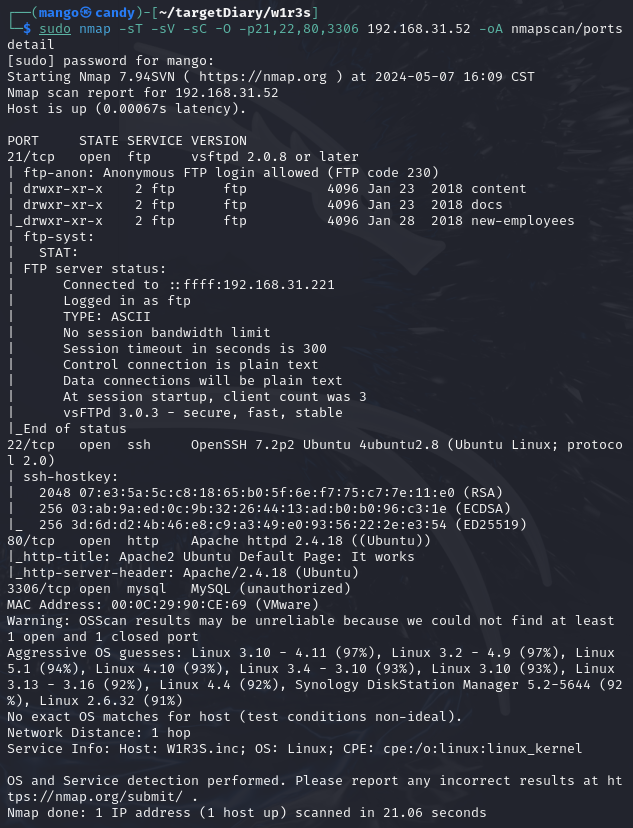 ┌──(mango㉿candy)-[~/targetDiary/w1r3s]
└─$ sudo nmap -sT -sV -sC -O -p21,22,80,3306 192.168.31.52 -oA nmapscan/ports
detail
[sudo] password for mango:
Starting Nmap 7.94SVN ( https://nmap.org ) at 2024-05-07 16:09 CST
Nmap scan report for 192.168.31.52
Host is up (0.00067s latency).

PORT     STATE SERVICE VERSION
21/tcp   open  ftp     vsftpd 2.0.8 or later
| ftp-anon: Anonymous FTP login allowed (FTP code 230)
| drwxr-xr-x    2 ftp      ftp          4096 Jan 23  2018 content
| drwxr-xr-x    2 ftp      ftp          4096 Jan 23  2018 docs
|_drwxr-xr-x    2 ftp      ftp          4096 Jan 28  2018 new-employees
| ftp-syst:
|   STAT:
| FTP server status:
|      Connected to ::ffff:192.168.31.221
|      Logged in as ftp
|      TYPE: ASCII
|      No session bandwidth limit
|      Session timeout in seconds is 300
|      Control connection is plain text
|      Data connections will be plain text
|      At session startup, client count was 3
|      vsFTPd 3.0.3 - secure, fast, stable
|_End of status
22/tcp   open  ssh     OpenSSH 7.2p2 Ubuntu 4ubuntu2.8 (Ubuntu Linux; protoco
l 2.0)
| ssh-hostkey:
|   2048 07:e3:5a:5c:c8:18:65:b0:5f:6e:f7:75:c7:7e:11:e0 (RSA)
|   256 03:ab:9a:ed:0c:9b:32:26:44:13:ad:b0:b0:96:c3:1e (ECDSA)
|_  256 3d:6d:d2:4b:46:e8:c9:a3:49:e0:93:56:22:2e:e3:54 (ED25519)
80/tcp   open  http    Apache httpd 2.4.18 ((Ubuntu))
|_http-title: Apache2 Ubuntu Default Page: It works
|_http-server-header: Apache/2.4.18 (Ubuntu)
3306/tcp open  mysql   MySQL (unauthorized)
MAC Address: 00:0C:29:90:CE:69 (VMware)
Warning: OSScan results may be unreliable because we could not find at least
1 open and 1 closed port
Aggressive OS guesses: Linux 3.10 - 4.11 (97%), Linux 3.2 - 4.9 (97%), Linux
5.1 (94%), Linux 4.10 (93%), Linux 3.4 - 3.10 (93%), Linux 3.10 (93%), Linux
3.13 - 3.16 (92%), Linux 4.4 (92%), Synology DiskStation Manager 5.2-5644 (92
%), Linux 2.6.32 (91%)
No exact OS matches for host (test conditions non-ideal).
Network Distance: 1 hop
Service Info: Host: W1R3S.inc; OS: Linux; CPE: cpe:/o:linux:linux_kernel

OS and Service detection performed. Please report any incorrect results at ht
tps://nmap.org/submit/ .
Nmap done: 1 IP address (1 host up) scanned in 21.06 seconds